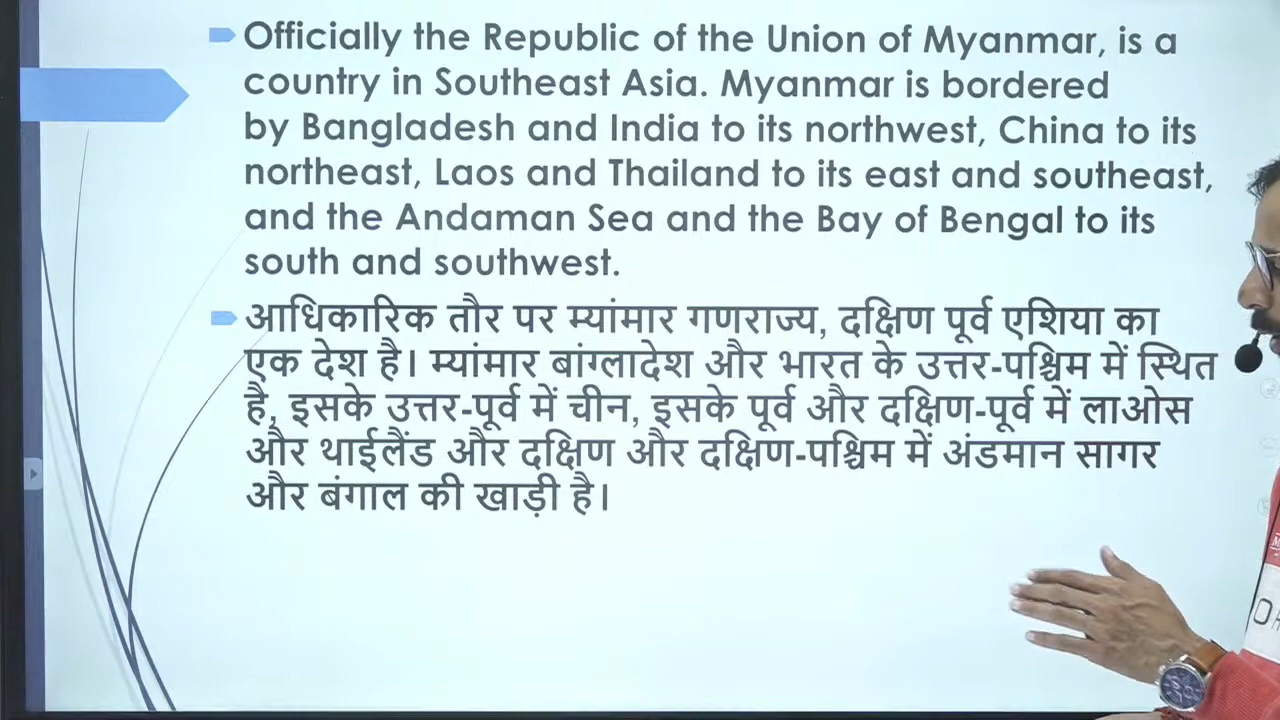 Officially the Republic of the Union of Myanmar, is a
country in Southeast Asia. Myanmar is bordered
by Bangladesh and India to its northwest, China to its
northeast, Laos and Thailand to its east and southeast,
and the Andaman Sea and the Bay of Bengal to its
south and southwest.
आधिकारिक तौर पर म्यांमार गणराज्य, दक्षिण पूर्व एशिया का
एक देश है। म्यांमार बांग्लादेश और भारत के उत्तर-पश्चिम में स्थित
है, इसके उत्तर-पूर्व में चीन, इसके पूर्व और दक्षिण-पूर्व में लाओस
और थाईलैंड और दक्षिण और दक्षिण-पश्चिम में अंडमान सागर
और बंगाल की खाड़ी है।